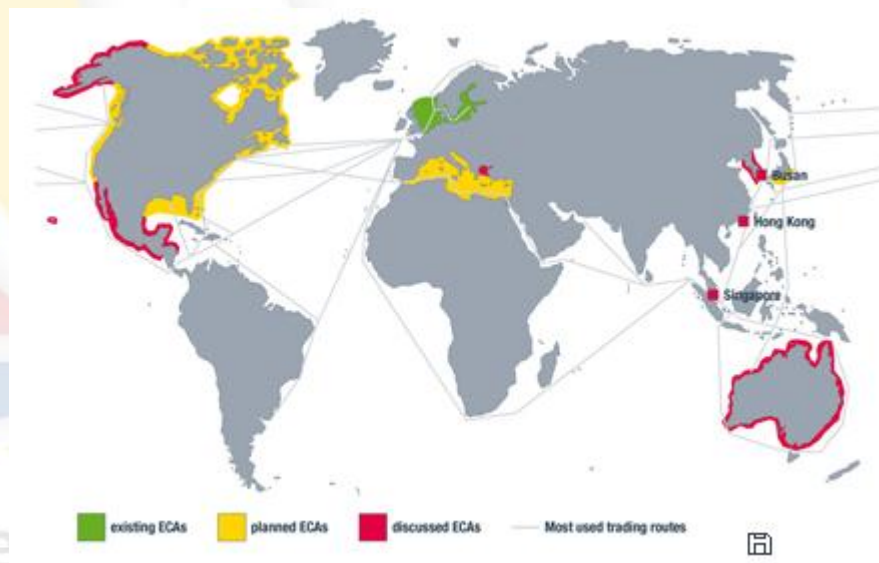 Busan
Hong Kong
Singapore
existing ECAs
planned ECAs
discussed ECAs
Most used trading routes